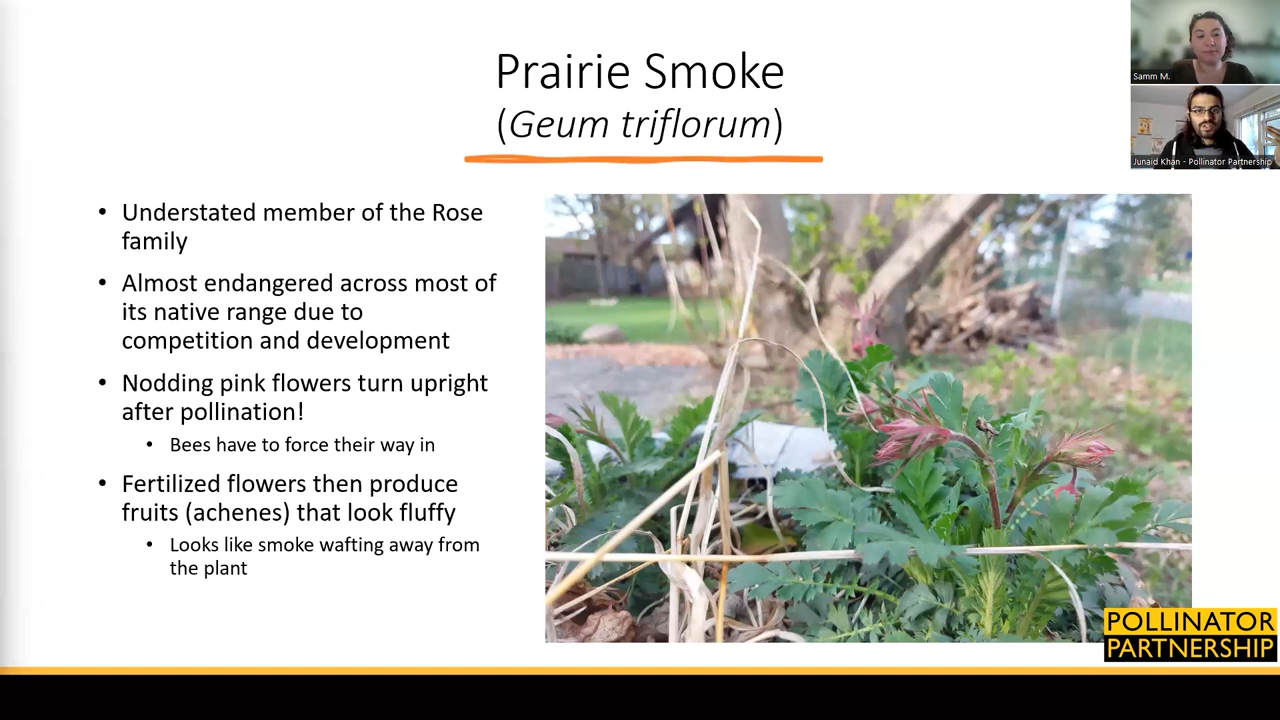 Prairie Smoke
(Geum triflorum)
• Understated member of the Rose
family
• Almost endangered across most of
its native range due to
competition and development
• Nodding pink flowers turn upright
after pollination!
• Bees have to force their way in
• Fertilized flowers then produce
fruits (achenes) that look fluffy
• Looks like smoke wafting away from
the plant
Samm M.
Junaid Khan - Pollinator Partnership
POLLINATOR
PARTNERSHIP